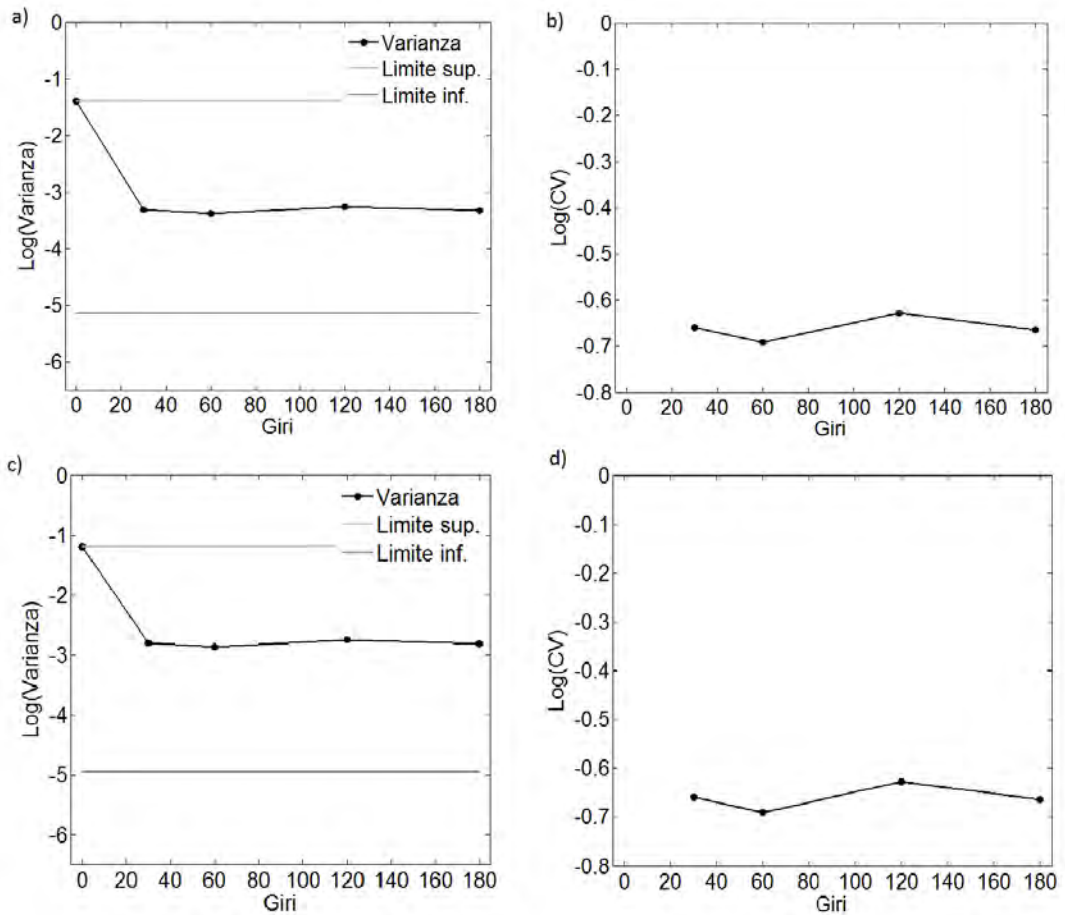 a)
0
-1
-2
-3
-4
-5
-6
Log(Varianza)
Varianza
Limite sup.
Limite inf.
0 20 40 60 80 100 120 140 160 180
Giri
b)
0
-0.1
-0.2
-0.3
-0.4
-0.5
-0.6
-0.7
-0.8
Log(CV)
0 20 40 60 80 100 120 140 160 180
Giri
c)
0
-1
-2
-3
-4
-5
-6
Log(Varianza)
Varianza
Limite sup.
Limite inf.
0 20 40 60 80 100 120 140 160 180
Giri
d)
0
-0.1
-0.2
-0.3
-0.4
-0.5
-0.6
-0.7
-0.8
Log(CV)
0 20 40 60 80 100 120 140 160 180
Giri